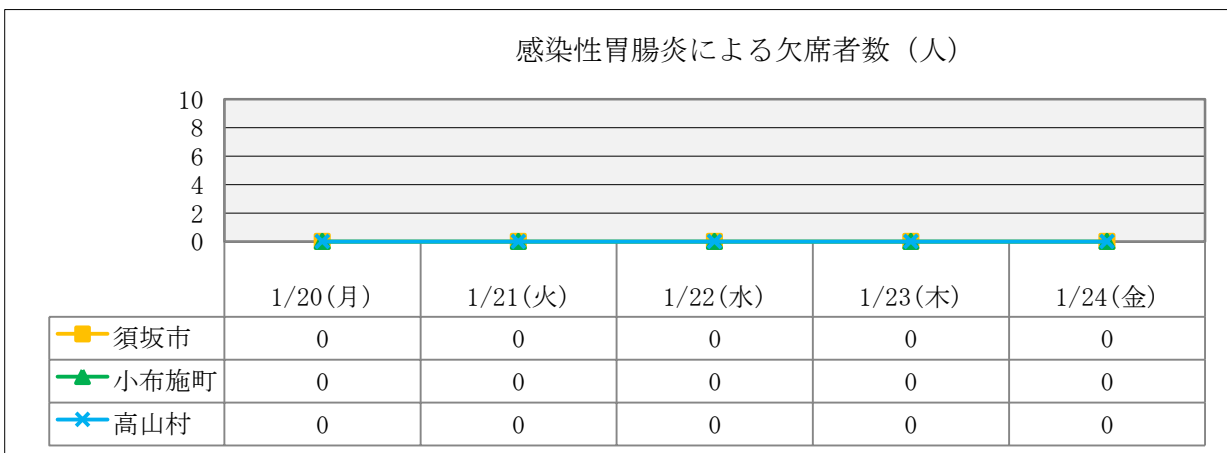 感染性胃腸炎による欠席者数（人）
10
8
6
4
2
0
1/20(月) 1/21(火) 1/22(水) 1/23(木) 1/24(金)
須坂市 0 0 0 0 0
小布施町 0 0 0 0 0
高山村 0 0 0 0 0